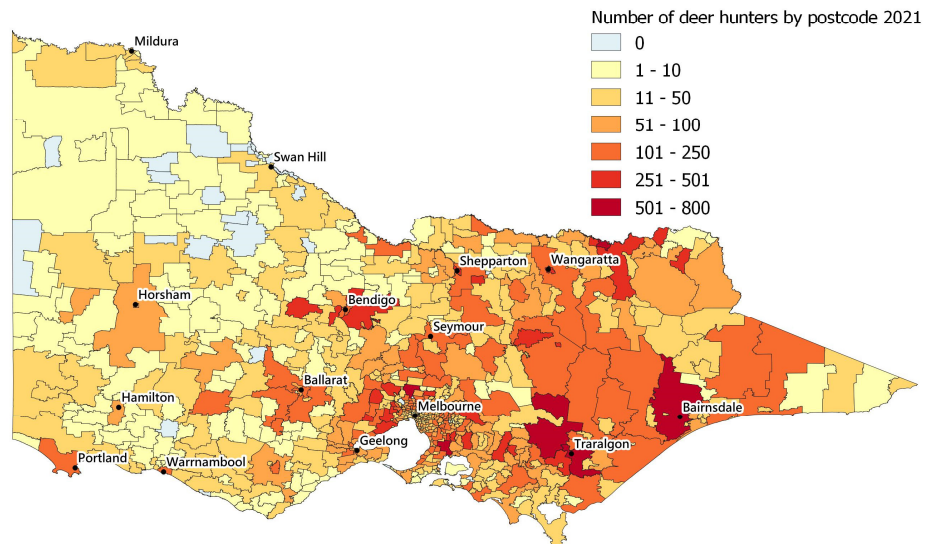 Number of deer hunters by postcode 2021
0
1 - 10
11 - 50
51 - 100
101 - 250
251 - 501
501 - 800
Mildura
Swan Hill
Shepparton
Wangaratta
Horsham
Bendigo
Seymour
Ballarat
Hamilton
Melbourne
Bairnsdale
Geelong
Traralgon
Portland
Warrnambool